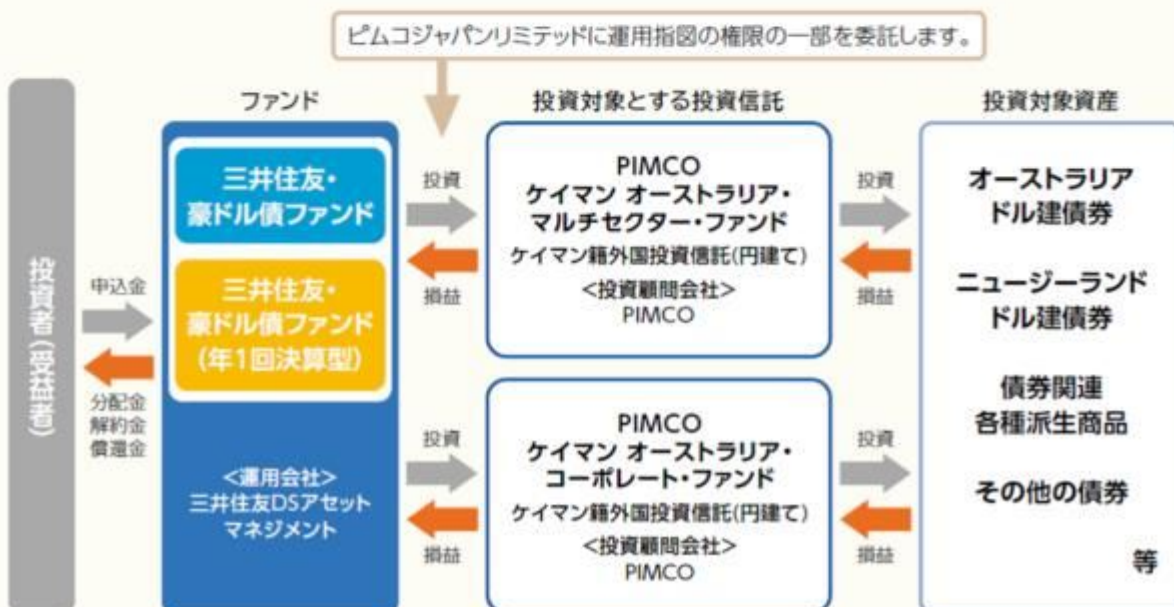 ピムコジャパンリミテッドに運用指図の権限の一部を委託します。
ファンド
投資対象とする投資信託
投資対象資産
投資者(受益者)
申込金
分配金
解約金
償還金
三井住友・
豪ドル債ファンド
三井住友・
豪ドル債ファンド
(年1回決算型)
<運用会社>
三井住友DSアセット
マネジメント
投資
損益
投資
損益
PIMCO
ケイマン オーストラリア・
マルチセクター・ファンド
ケイマン籍外国投資信託(円建て)
<投資顧問会社>
PIMCO
PIMCO
ケイマン オーストラリア・
コーポレート・ファンド
ケイマン籍外国投資信託(円建て)
<投資顧問会社>
PIMCO
投資
損益
投資
損益
オーストラリア
ドル建債券
ニュージーランド
ドル建債券
債券関連
各種派生商品
その他の債券
等